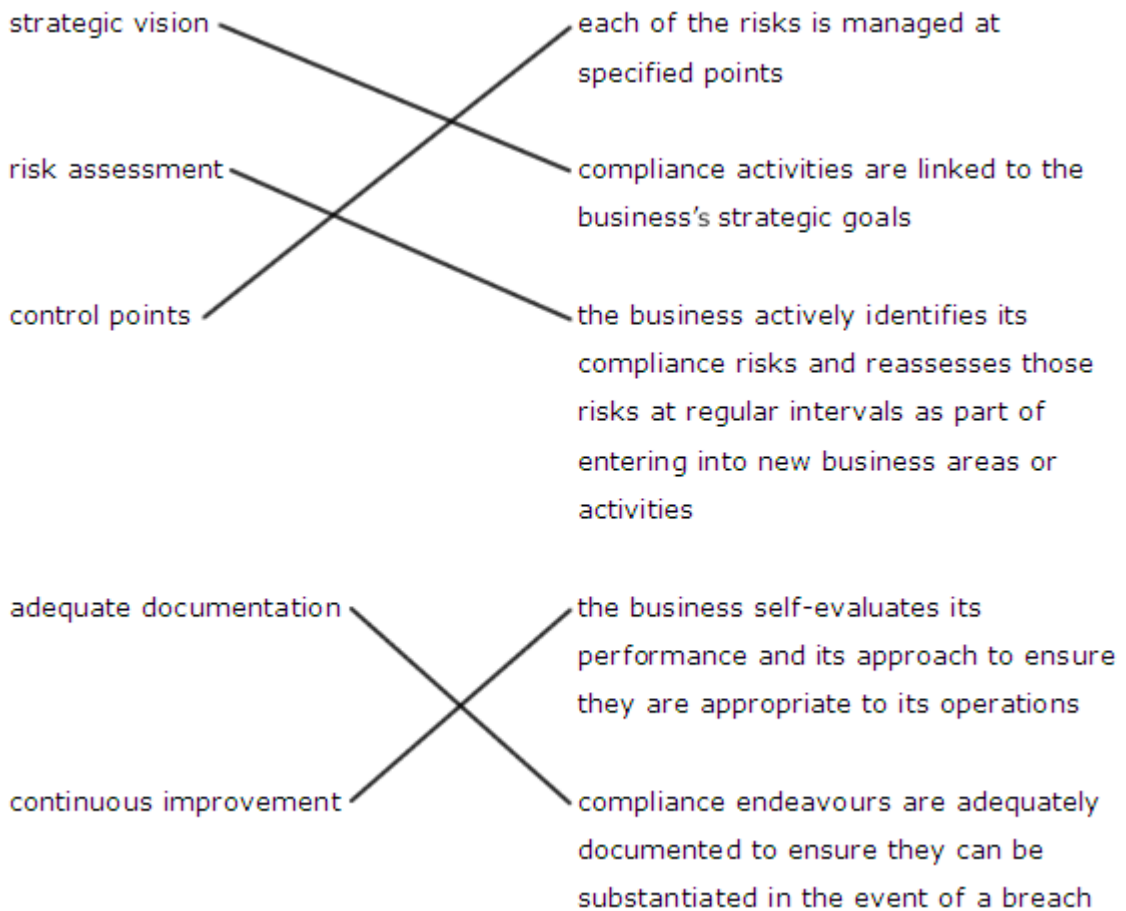 strategic vision
each of the risks is managed at
specified points
risk assessment
compliance activities are linked to the
business's strategic goals
control points
the business actively identifies its
compliance risks and reassesses those
risks at regular intervals as part of
entering into new business areas or
activities
adequate documentation
the business self-evaluates its
performance and its approach to ensure
they are appropriate to its operations
continuous improvement
compliance endeavours are adequately
documented to ensure they can be
substantiated in the event of a breach